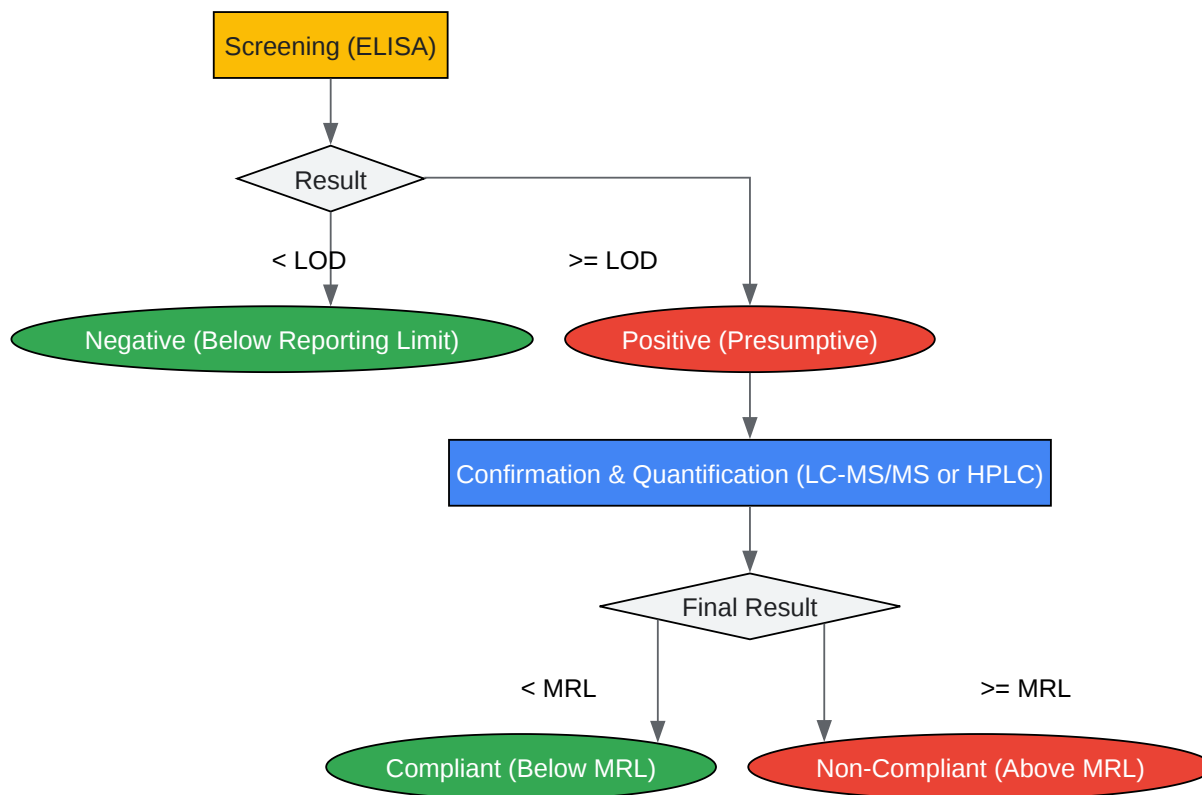 Screening (ELISA)
Result
< LOD
>= LOD
Negative (Below Reporting Limit)
Positive (Presumptive)
Confirmation & Quantification (LC-MS/MS or HPLC)
Final Result
< MRL
>= MRL
Compliant (Below MRL)
Non-Compliant (Above MRL)